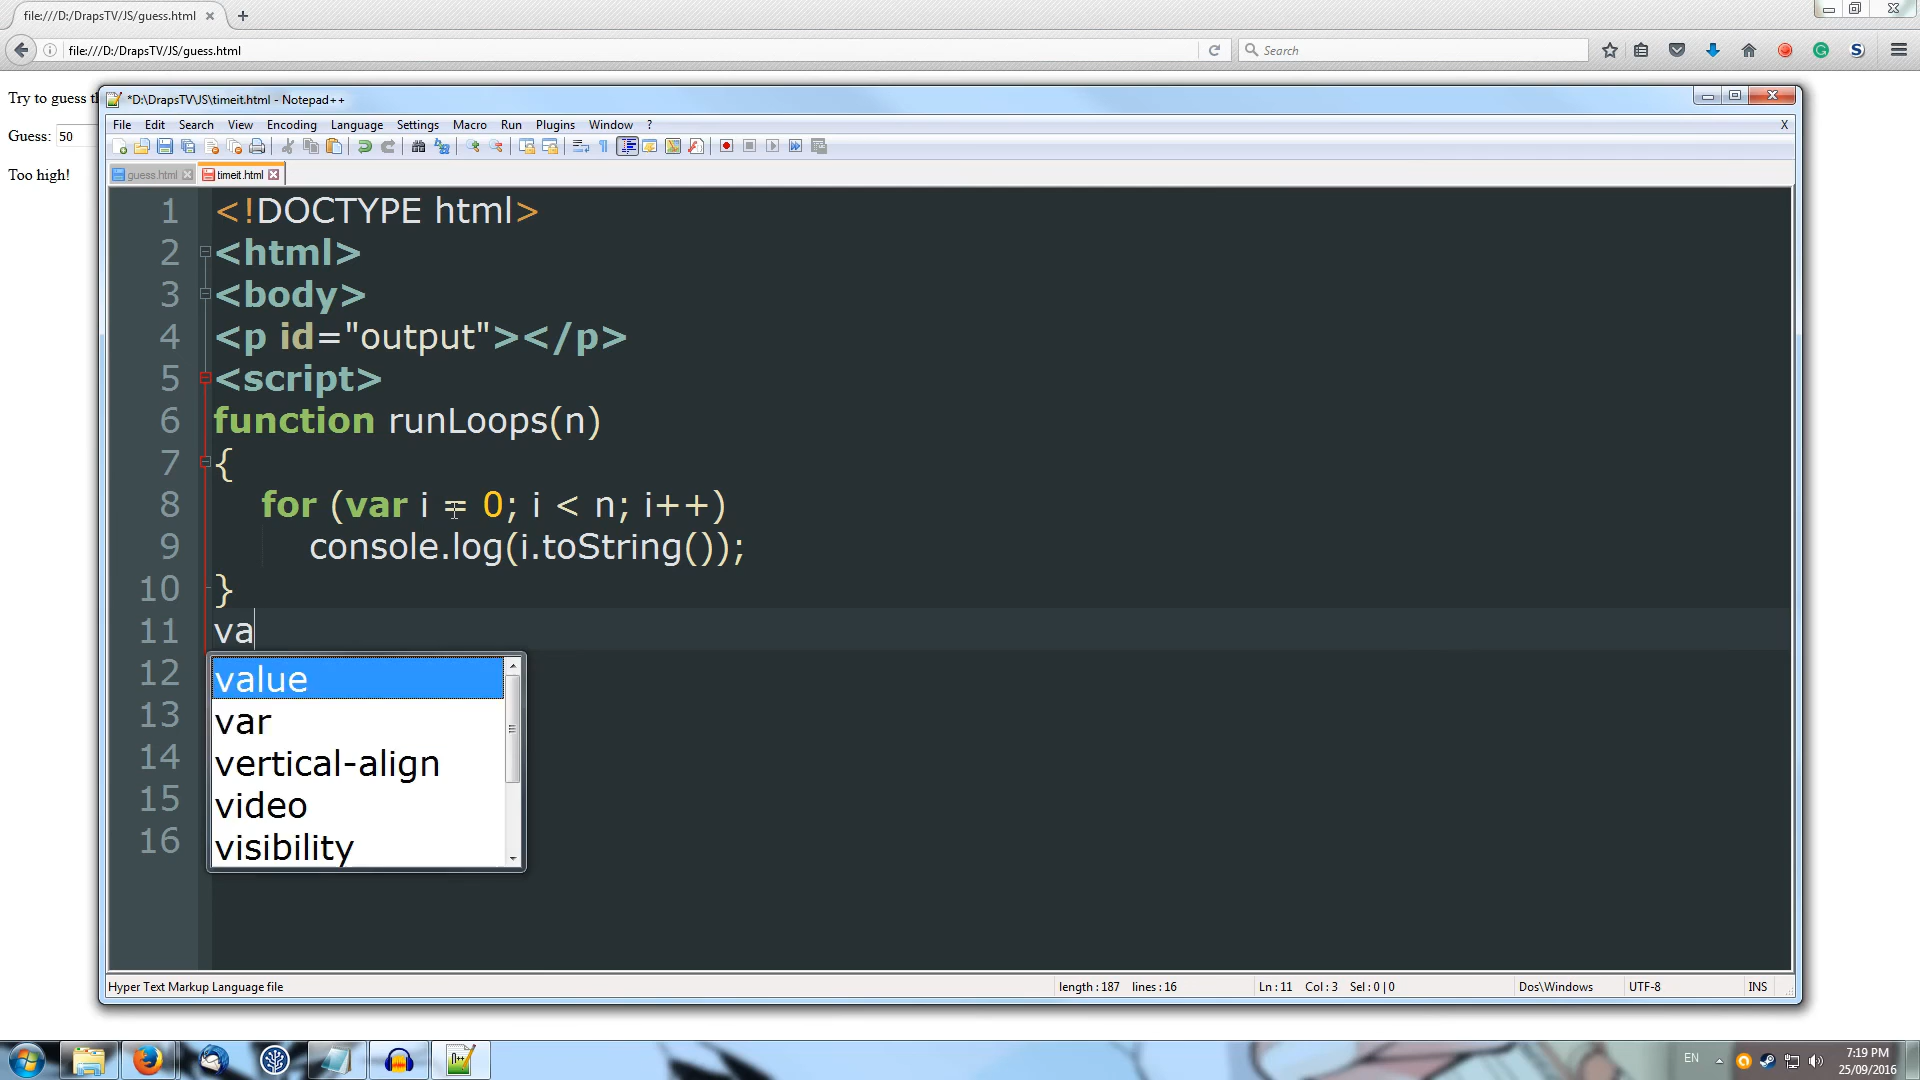 file:///D:/DrapsTV/JS/guess.html
file:///D:/DrapsTV/JS/guess.html
Search
Try to guess t
Guess: 50
Too high!
*D:\DrapsTV\JS\timeit.html - Notepad++
File Edit Search View Encoding Language Settings Macro Run Plugins Window ? X
guess.html timeit.html
1 <!DOCTYPE html>
2 <html>
3 <body>
4 <p id="output"></p>
5 <script>
6 function runLoops(n)
7 {
8 for (var i = 0; i < n; i++)
9 console.log(i.toString());
10 }
11 va
12 value
13 var
14 vertical-align
15 video
16 visibility
Hyper Text Markup Language file length : 187 lines : 16 Ln : 11 Col : 3 Sel : 0 | 0 Dos\Windows UTF-8 INS
EN
7:19 PM
25/09/2016